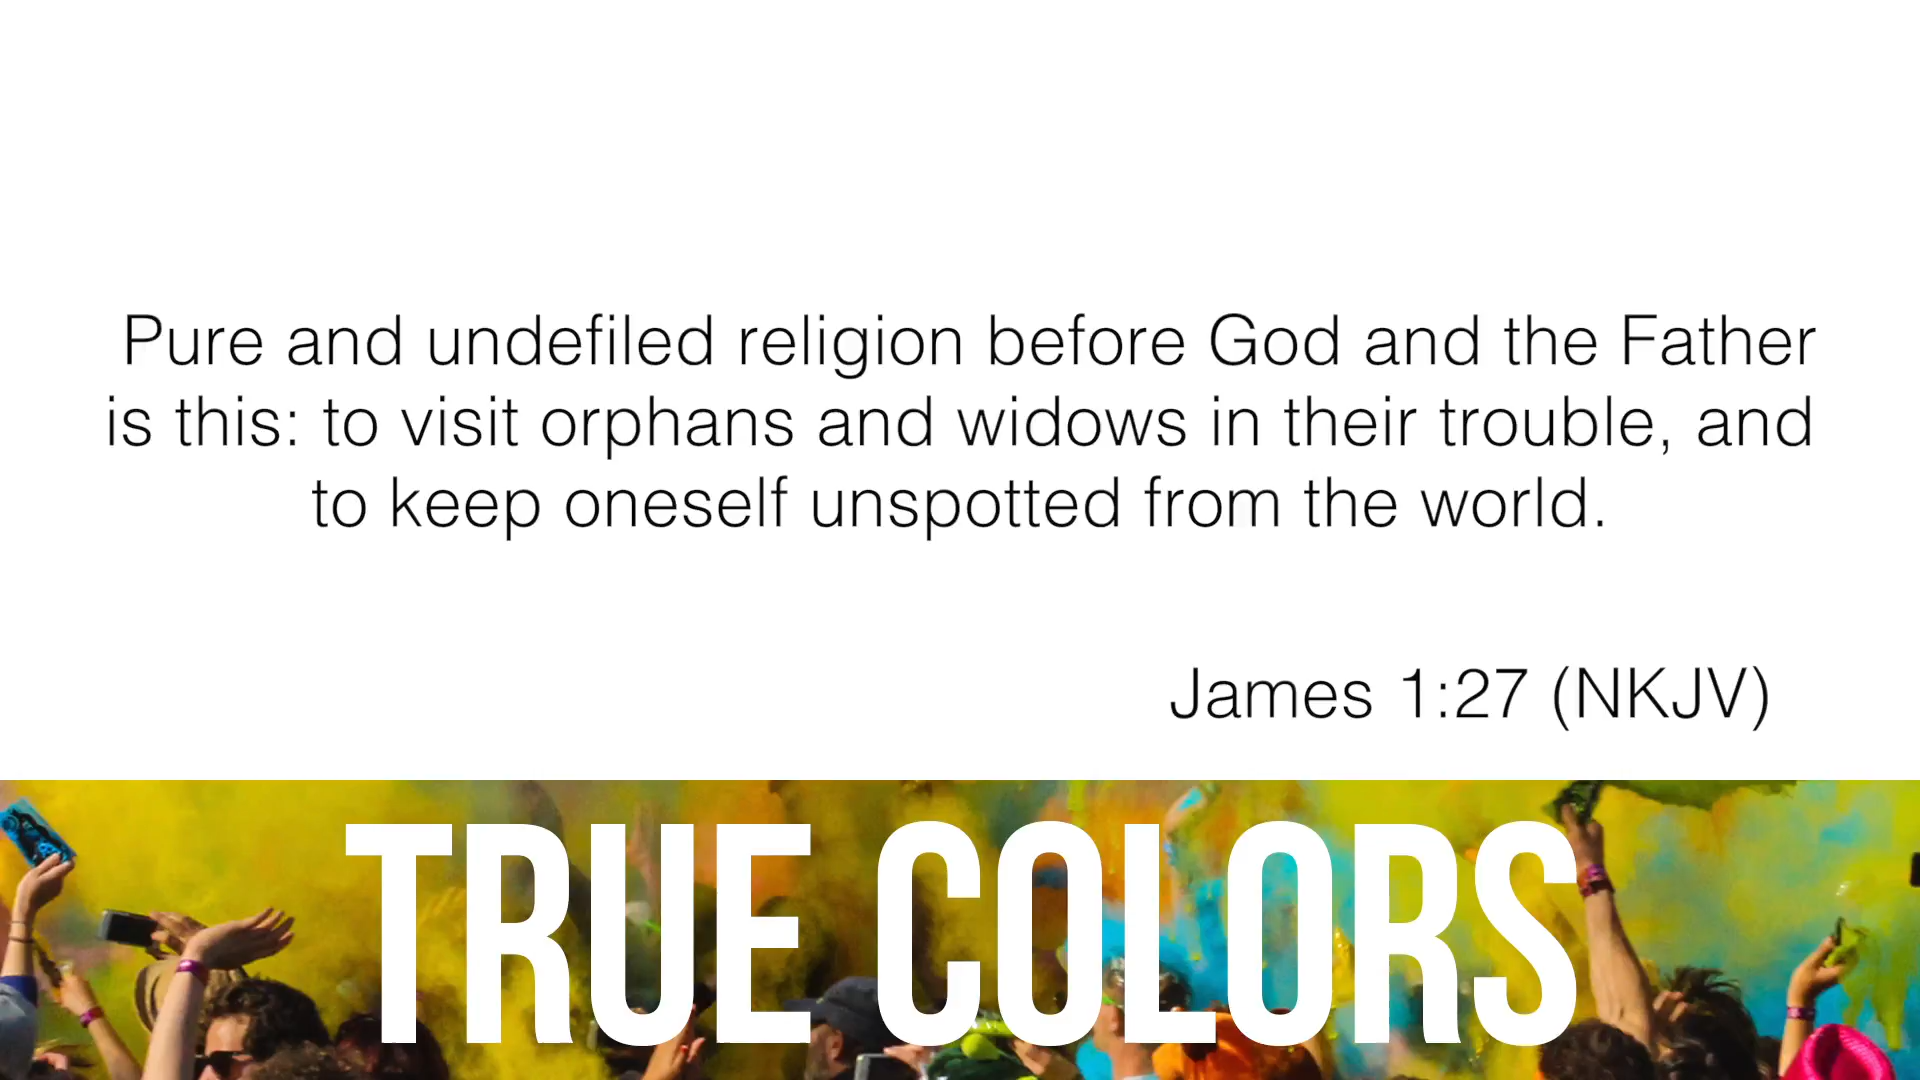 Pure and undefiled religion before God and the Father
is this: to visit orphans and widows in their trouble, and
to keep oneself unspotted from the world.
James 1:27 (NKJV)
TRUE COLORS